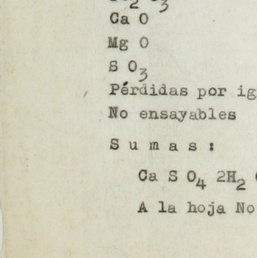 Ca O
Mg O
S O3
Pérdidas por ig
No ensayables
S u m a s :
Ca S O4 2H2
A la hoja No